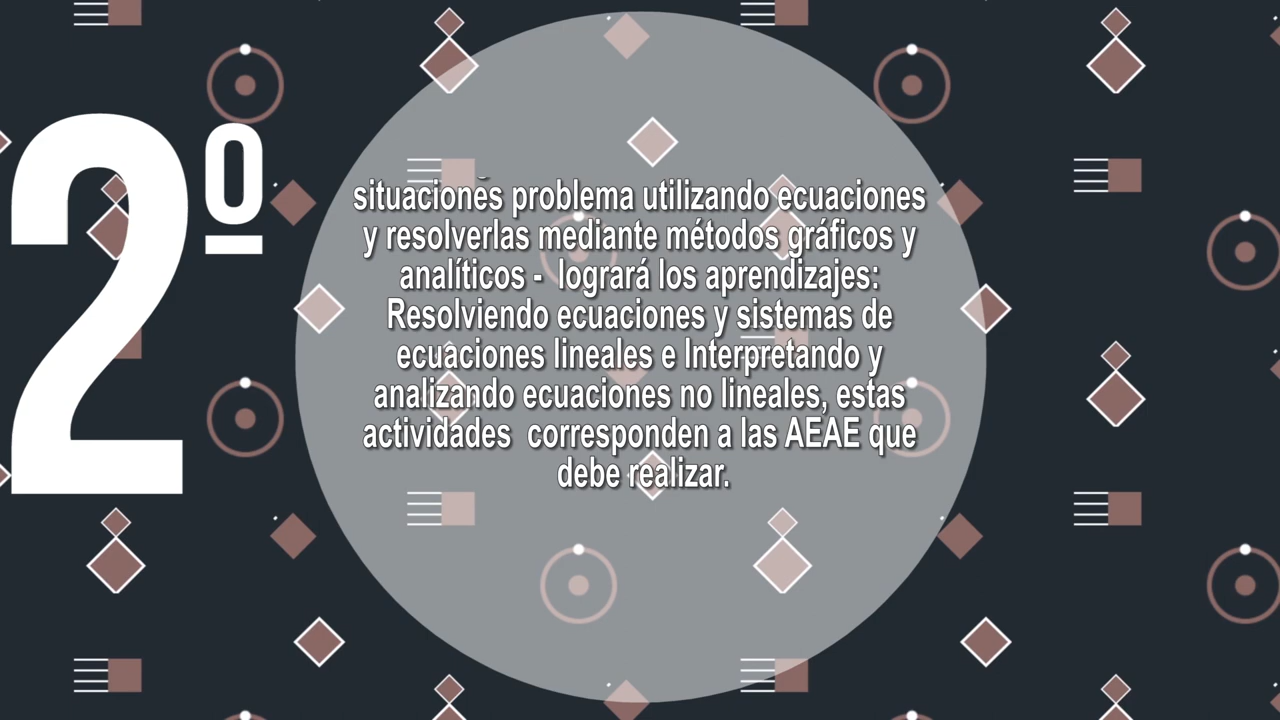 2º
situaciones problema utilizando ecuaciones
y resolverlas mediante métodos gráficos y
analíticos - logrará los aprendizajes:
Resolviendo ecuaciones y sistemas de
ecuaciones lineales e Interpretando y
analizando ecuaciones no lineales, estas
actividades corresponden a las AEAE que
debe realizar.